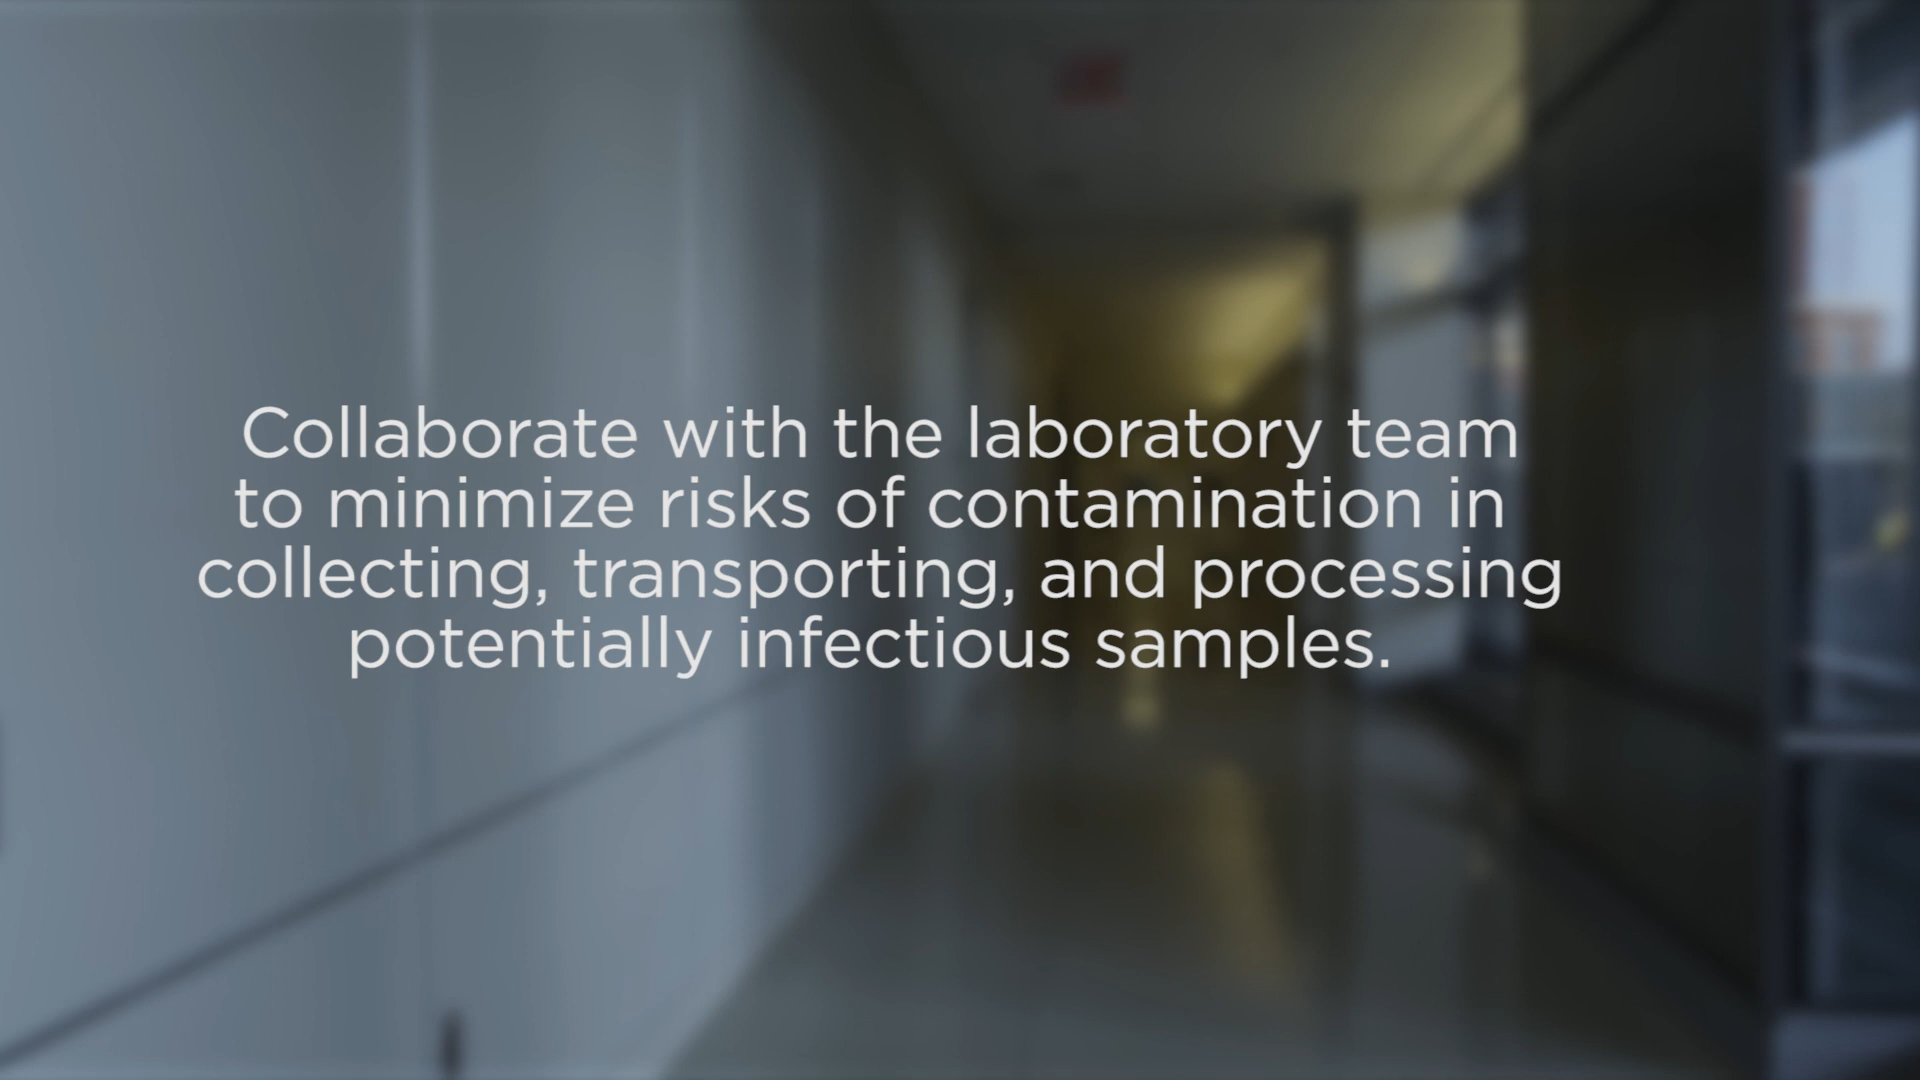 Collaborate with the laboratory team
to minimize risks of contamination in
collecting, transporting, and processing
potentially infectious samples.